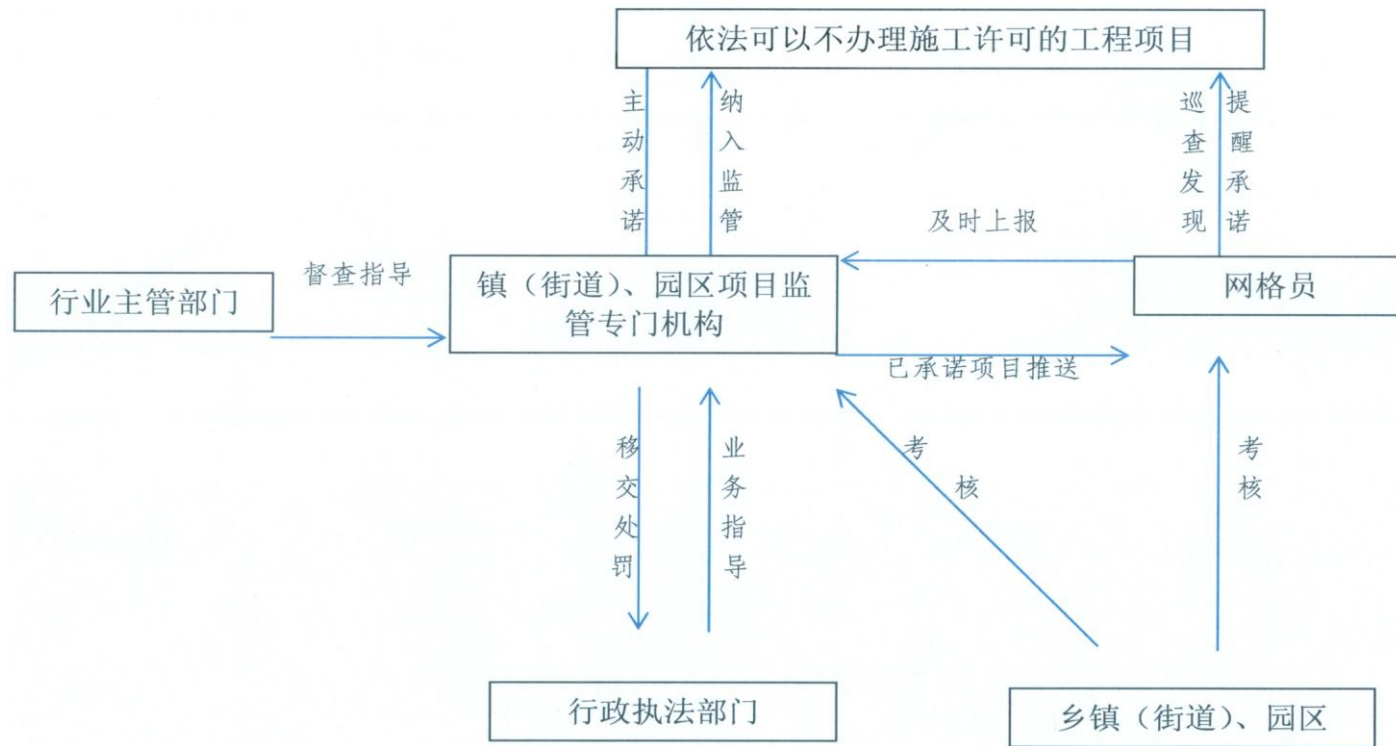 依法可以不办理施工许可的工程项目
主动承诺
纳入监管
巡查发现
提醒承诺
及时上报
督查指导
行业主管部门
镇（街道）、园区项目监
管专门机构
网格员
已承诺项目推送
移交处罚
业务指导
考核
考核
行政执法部门
乡镇（街道）、园区